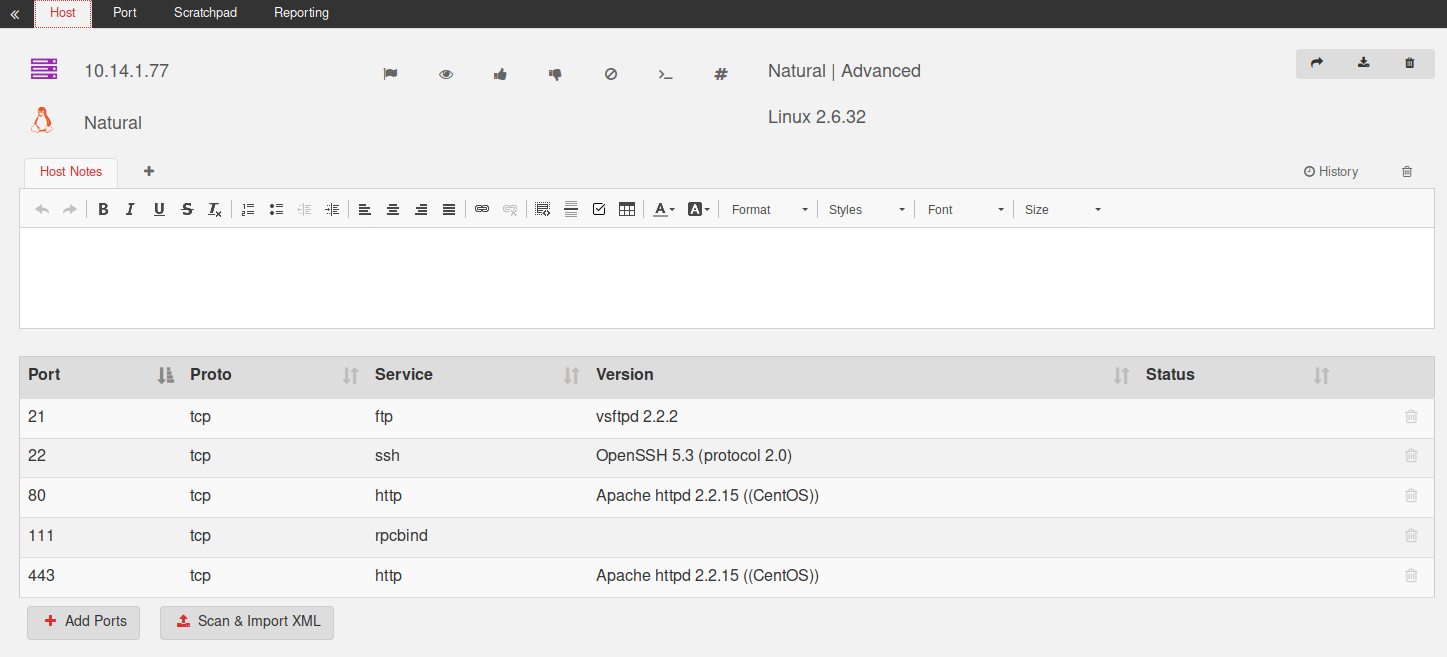 « Host Port Scratchpad Reporting
10.14.1.77 Natural | Advanced
Natural Linux 2.6.32
Host Notes + History
B I U S Tx A A Format Styles Font Size
Port Proto Service Version Status
21 tcp ftp vsftpd 2.2.2
22 tcp ssh OpenSSH 5.3 (protocol 2.0)
80 tcp http Apache httpd 2.2.15 ((CentOS))
111 tcp rpcbind
443 tcp http Apache httpd 2.2.15 ((CentOS))
+ Add Ports Scan & Import XML